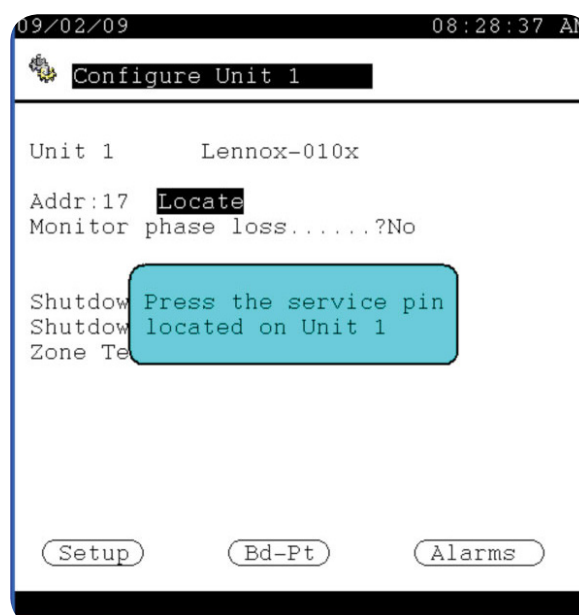 09/02/09 08:28:37 AM
Configure Unit 1
Unit 1 Lennox-010x
Addr:17 Locate
Monitor phase loss......?No
Shutdow
Shutdow
Zone Te
Press the service pin
located on Unit 1
Setup Bd-Pt Alarms